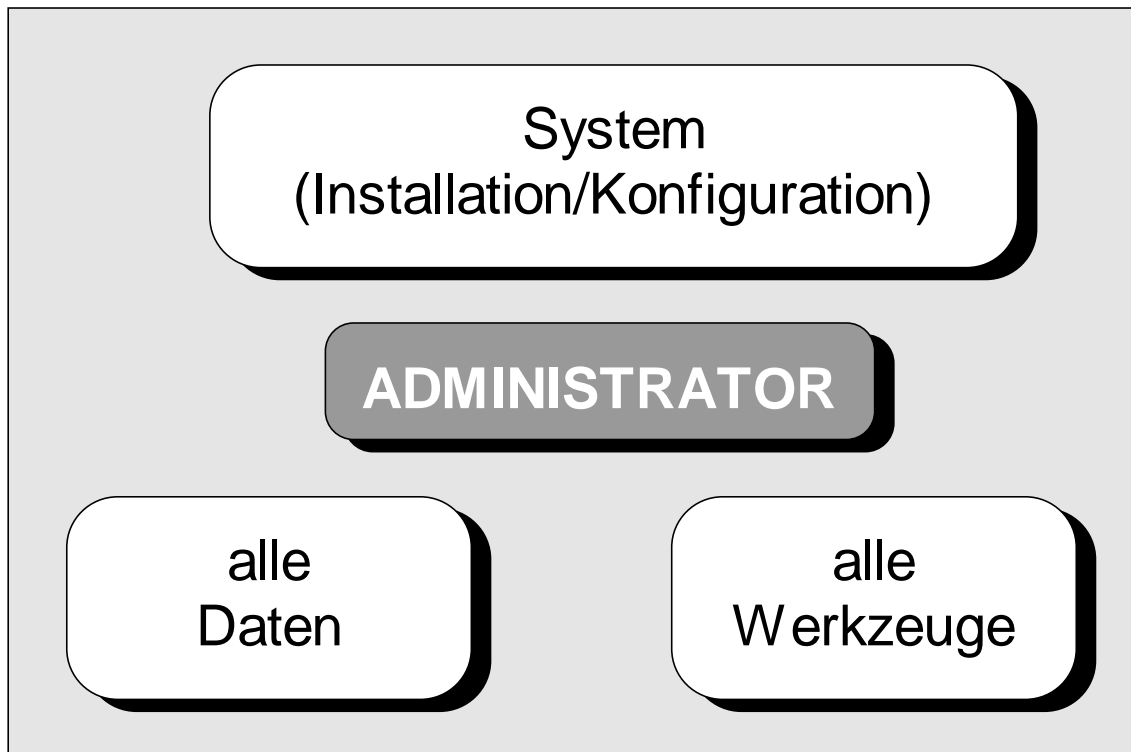 System
(Installation/Konfiguration)
ADMINISTRATOR
alle
Daten
alle
Werkzeuge